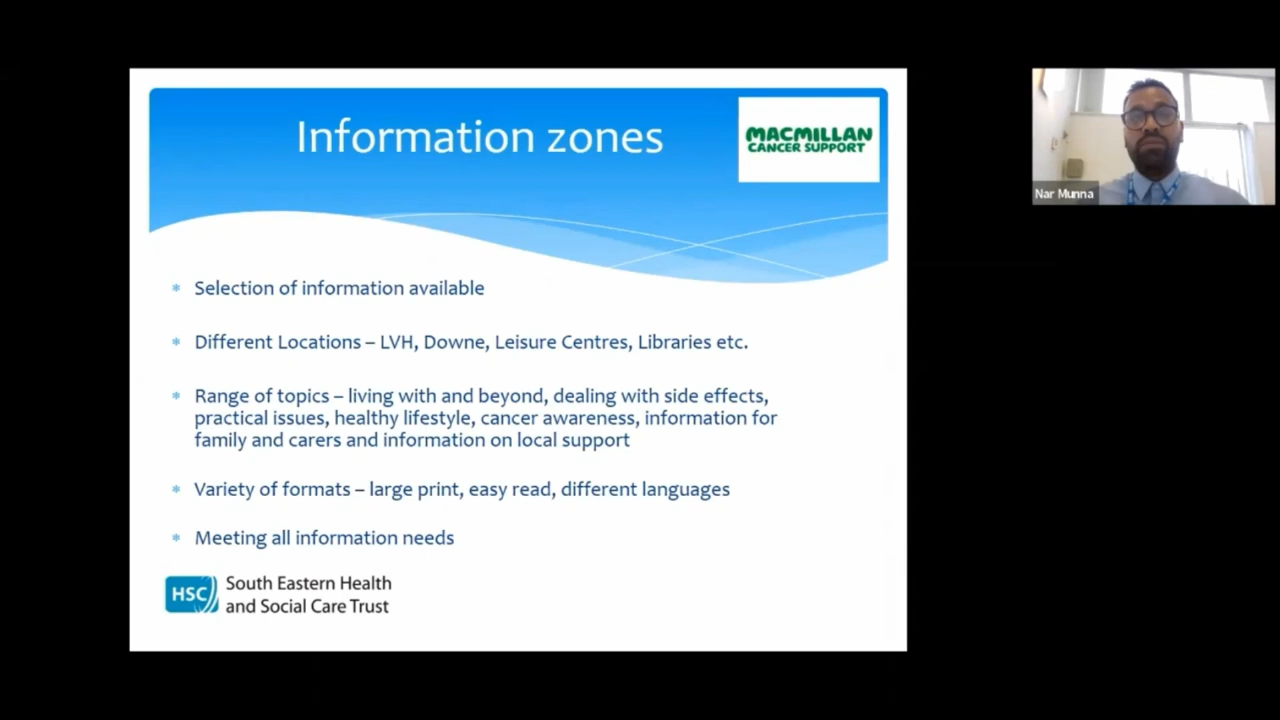 Information zones
MACMILLAN
CANCER SUPPORT
Nar Munna
Selection of information available
Different Locations – LVH, Downe, Leisure Centres, Libraries etc.
Range of topics – living with and beyond, dealing with side effects,
practical issues, healthy lifestyle, cancer awareness, information for
family and carers and information on local support
Variety of formats – large print, easy read, different languages
Meeting all information needs
HSC South Eastern Health
and Social Care Trust